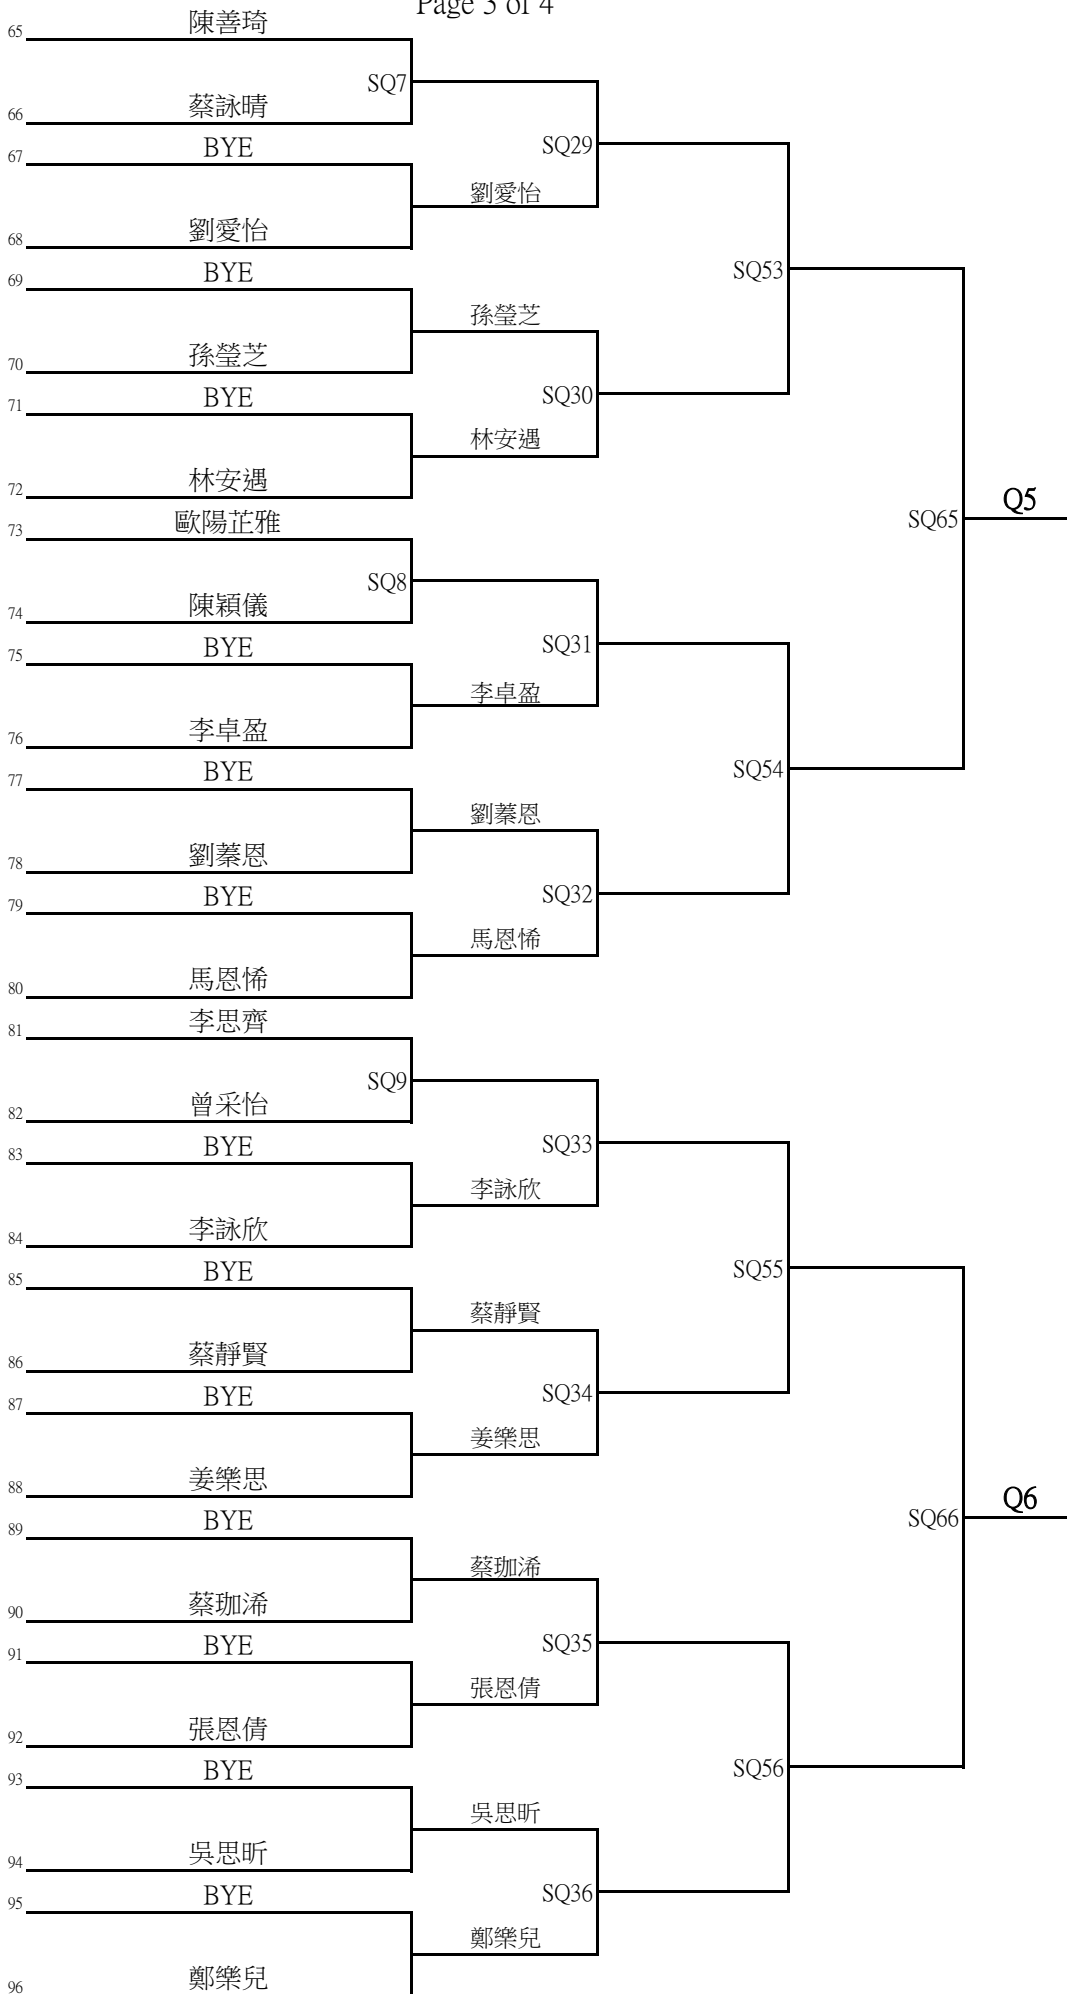 Page 3 of 4
65 陳善琦
SQ7
66 蔡詠晴
67 BYE
SQ29
劉愛怡
68 劉愛怡
69 BYE
SQ53
孫瑩芝
70 孫瑩芝
71 BYE
SQ30
林安遇
72 林安遇
73 歐陽芷雅
SQ65 Q5
SQ8
74 陳穎儀
75 BYE
SQ31
李卓盈
76 李卓盈
77 BYE
SQ54
劉蓁恩
78 劉蓁恩
79 BYE
SQ32
馬恩悕
80 馬恩悕
81 李思齊
SQ9
82 曾采怡
83 BYE
SQ33
李詠欣
84 李詠欣
85 BYE
SQ55
蔡靜賢
86 蔡靜賢
87 BYE
SQ34
姜樂思
88 姜樂思
89 BYE
SQ66 Q6
蔡珈浠
90 蔡珈浠
91 BYE
SQ35
張恩倩
92 張恩倩
93 BYE
SQ56
吳思昕
94 吳思昕
95 BYE
SQ36
鄭樂兒
96 鄭樂兒